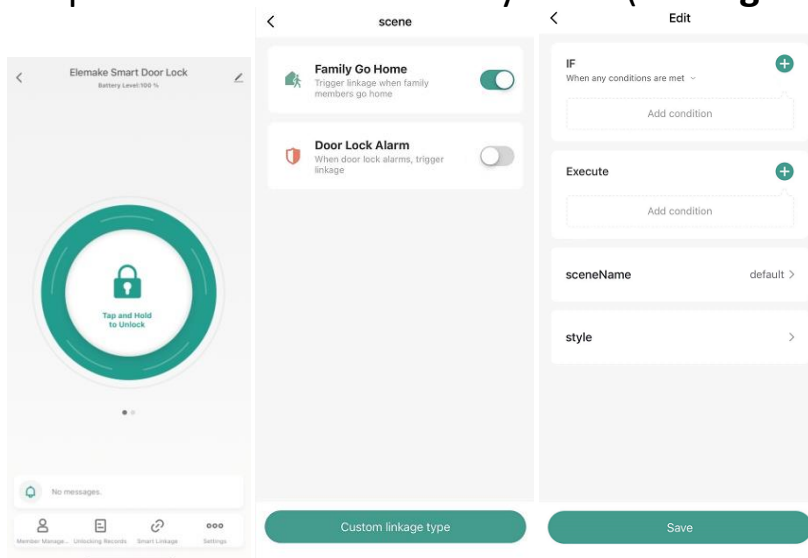 scene
Family Go Home
Trigger linkage when family
members go home
Door Lock Alarm
When door lock alarms, trigger
linkage
Custom linkage type
Elemake Smart Door Lock
Battery Level:100 %
Tap and Hold
to Unlock
No messages.
Member Manage... Unlocking Records Smart Linkage Settings
Edit
IF
When any conditions are met
Add condition
Execute
Add condition
sceneName default
style
Save